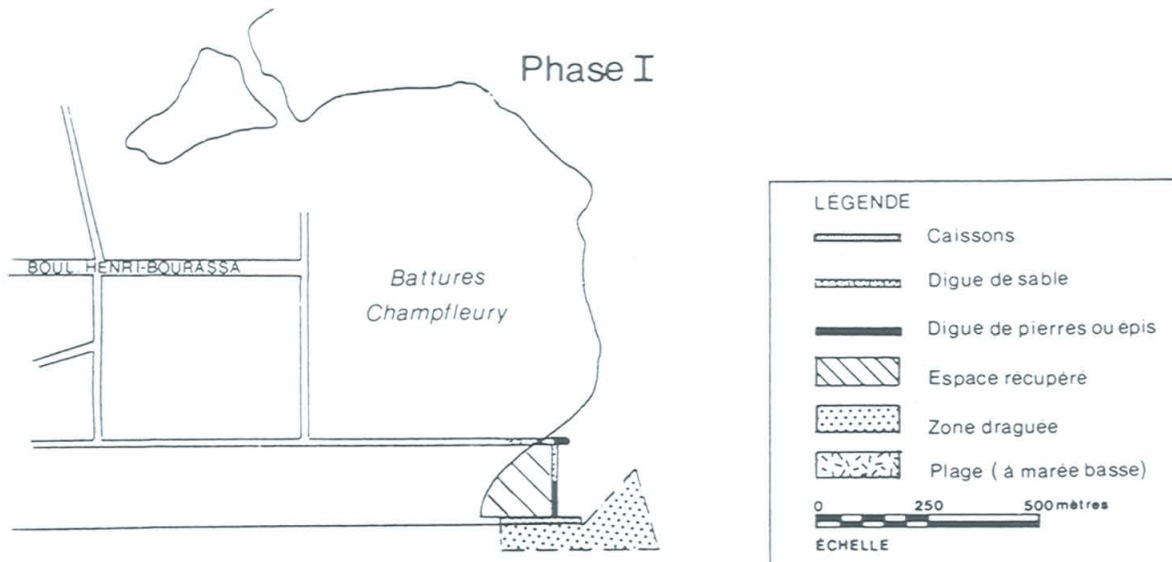 Phase I
BOUL. HENRI-BOURASSA
Battures
Champfleury
LÉGENDE
Caissons
Digue de sable
Digue de pierres ou épis
Espace récupéré
Zone draguée
Plage ( à marée basse)
0 250 500 mètres
ÉCHELLE